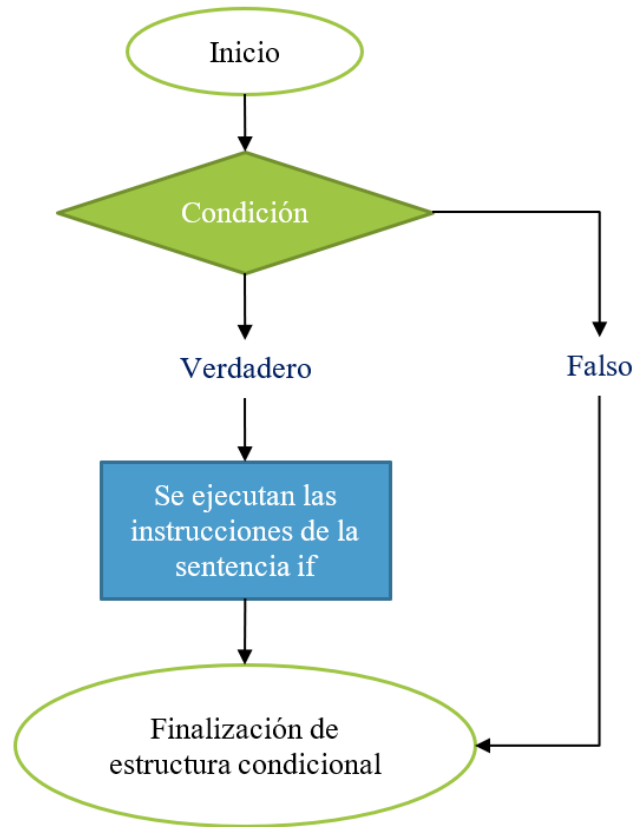 Inicio
Condición
Verdadero
Falso
Se ejecutan las
instrucciones de la
sentencia if
Finalización de
estructura condicional